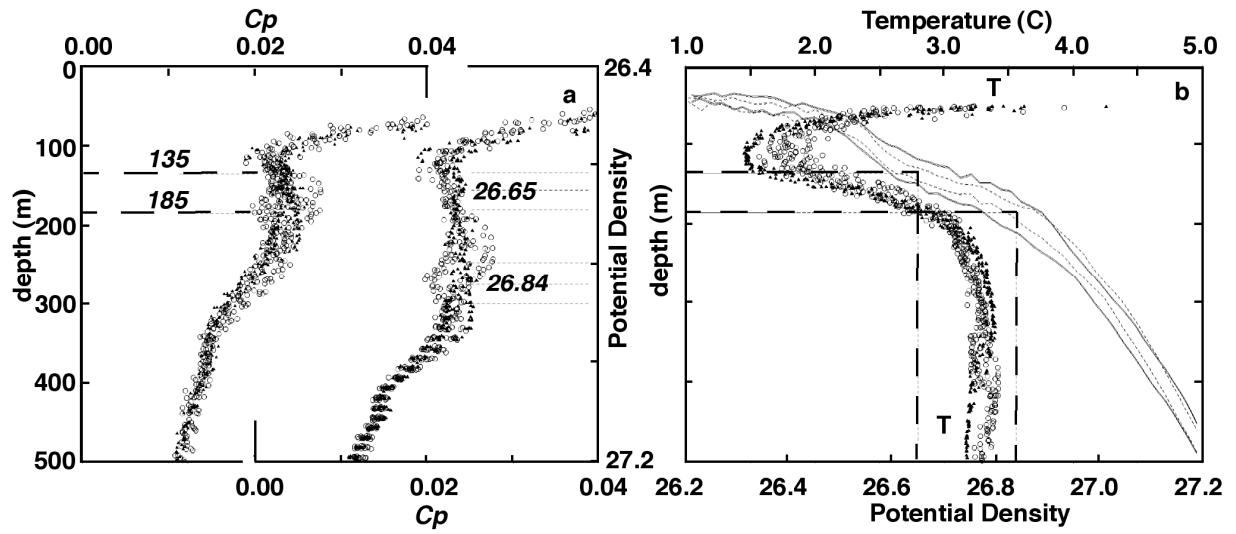 Cp
0.00 0.02 0.04
0
100
200
300
400
500
depth (m)
135
185
a
26.4
26.65
26.84
Potential Density
27.2
0.00 0.02 0.04
Cp
Temperature (C)
1.0 2.0 3.0 4.0 5.0
T
b
depth (m)
T
26.2 26.4 26.6 26.8 27.0 27.2
Potential Density